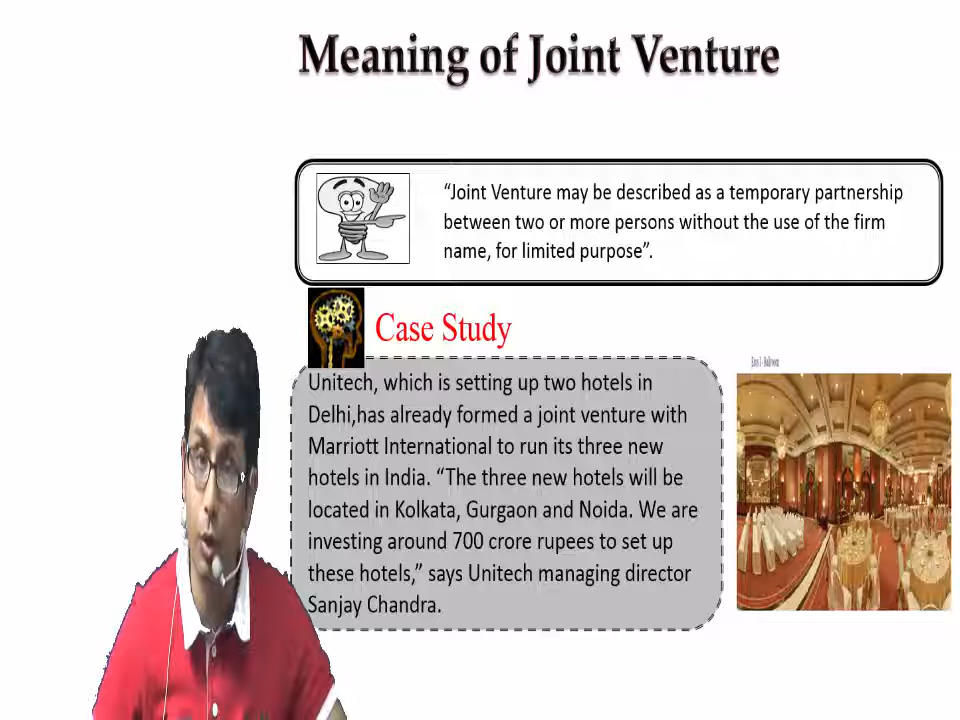 Meaning of Joint Venture
“Joint Venture may be described as a temporary partnership
between two or more persons without the use of the firm
name, for limited purpose”.
Case Study
Unitech, which is setting up two hotels in
Delhi,has already formed a joint venture with
Marriott International to run its three new
hotels in India. “The three new hotels will be
located in Kolkata, Gurgaon and Noida. We are
investing around 700 crore rupees to set up
these hotels,” says Unitech managing director
Sanjay Chandra.